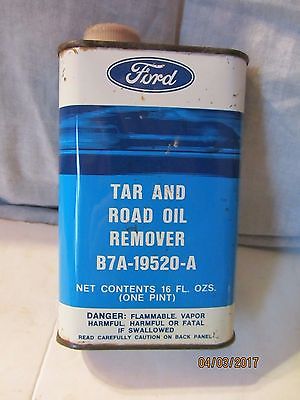 Ford
TAR AND
ROAD OIL
REMOVER
B7A-19520-A
NET CONTENTS 16 FL. OZS.
(ONE PINT)
DANGER: FLAMMABLE. VAPOR
HARMFUL. HARMFUL OR FATAL
IF SWALLOWED
READ CAREFULLY CAUTION ON BACK PANEL
04/03/2017